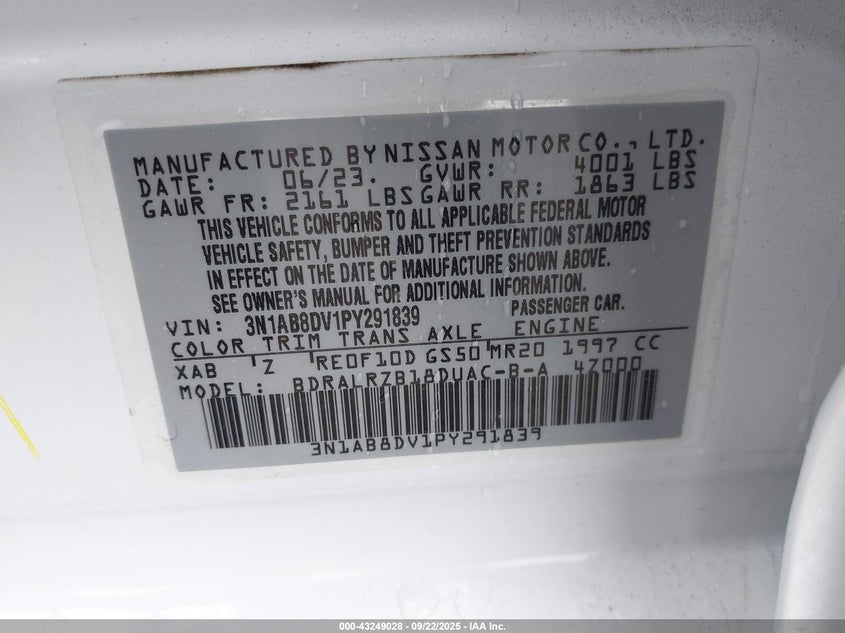 MANUFACTURED BY NISSAN MOTOR CO., LTD.
DATE: 06/23. GVWR: 4001 LBS
GAWR FR: 2161 LBS GAWR RR: 1863 LBS
THIS VEHICLE CONFORMS TO ALL APPLICABLE FEDERAL MOTOR
VEHICLE SAFETY, BUMPER AND THEFT PREVENTION STANDARDS
IN EFFECT ON THE DATE OF MANUFACTURE SHOWN ABOVE.
SEE OWNER'S MANUAL FOR ADDITIONAL INFORMATION.
PASSENGER CAR.
VIN: 3N1AB8DV1PY291839
COLOR TRIM TRANS AXLE ENGINE
XAB Z RE0F10D GS50 MR20 1997 CC
MODEL: BDRALRZB18DUAC-B-A 47000
3N1AB8DV1PY291839
000-43249028 - 09/22/2025 - IAA Inc.